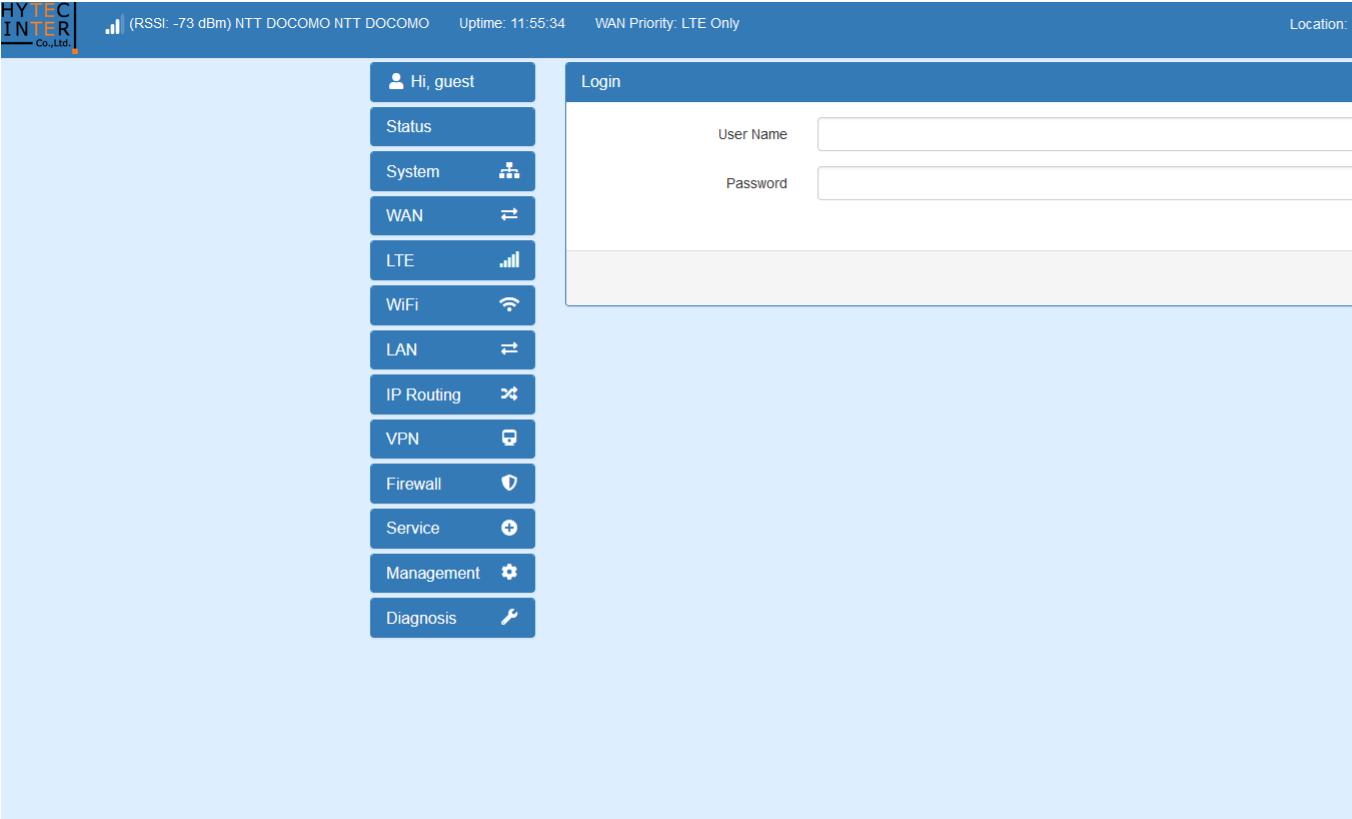 HYTEC
INTER
Co.,Ltd.
(RSSI: -73 dBm) NTT DOCOMO NTT DOCOMO Uptime: 11:55:34 WAN Priority: LTE Only Location:
Hi, guest
Status
System
WAN
LTE
WiFi
LAN
IP Routing
VPN
Firewall
Service
Management
Diagnosis
Login
User Name
Password